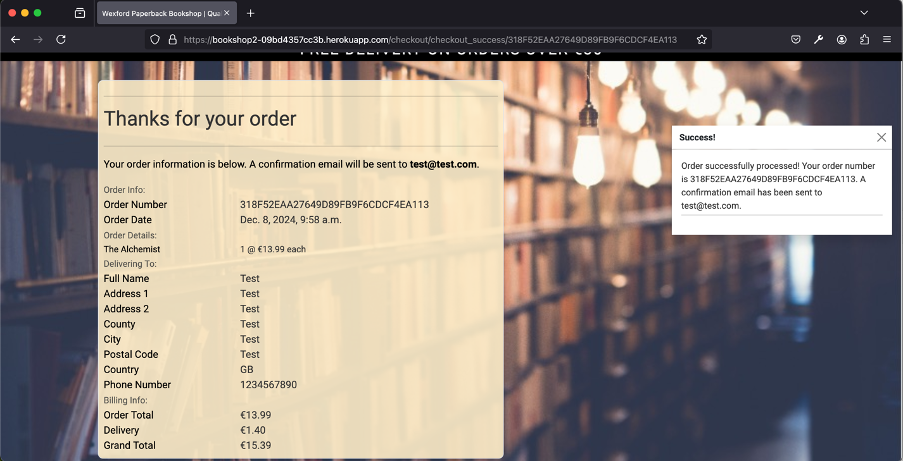 Wexford Paperback Bookshop | Qua
https://bookshop2-09bd4357cc3b.herokuapp.com/checkout/checkout_success/318F52EAA27649D89FB9F6CDCF4EA113
FREE DELIVERY ON ORDERS OVER
Thanks for your order
Your order information is below. A confirmation email will be sent to test@test.com.
Order Info:
Order Number 318F52EAA27649D89FB9F6CDCF4EA113
Order Date Dec. 8, 2024, 9:58 a.m.
Order Details:
The Alchemist 1 @ €13.99 each
Delivering To:
Full Name Test
Address 1 Test
Address 2 Test
County Test
City Test
Postal Code Test
Country GB
Phone Number 1234567890
Billing Info:
Order Total €13.99
Delivery €1.40
Grand Total €15.39
Success!
Order successfully processed! Your order number
is 318F52EAA27649D89FB9F6CDCF4EA113. A
confirmation email has been sent to
test@test.com.